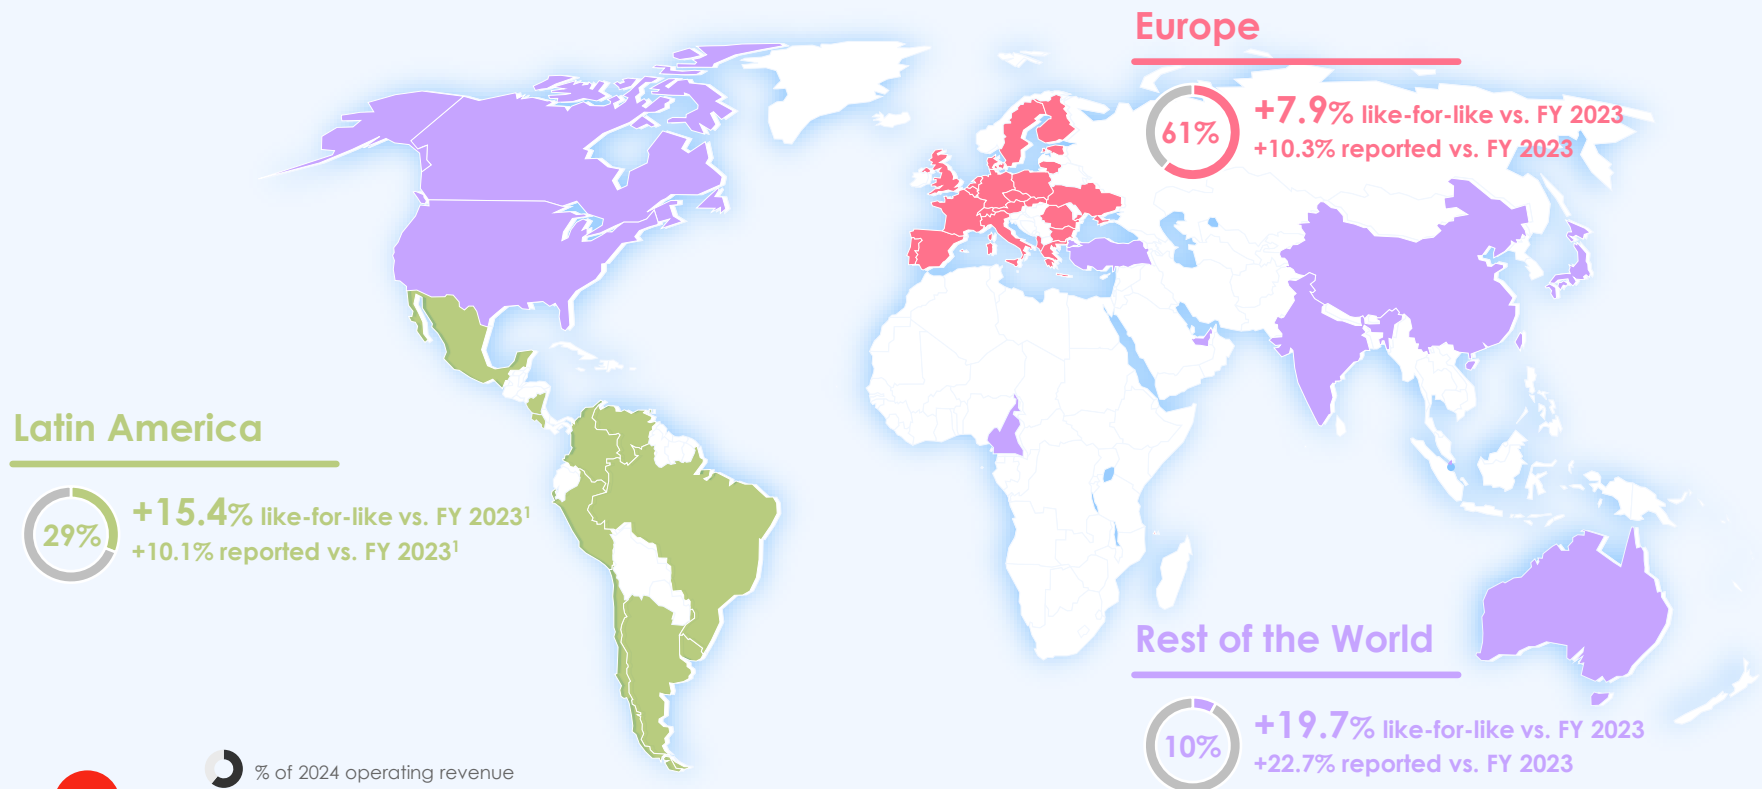 Europe
61%
+7.9% like-for-like vs. FY 2023
+10.3% reported vs. FY 2023
Latin America
29%
+15.4% like-for-like vs. FY 2023¹
+10.1% reported vs. FY 2023¹
Rest of the World
10%
+19.7% like-for-like vs. FY 2023
+22.7% reported vs. FY 2023
% of 2024 operating revenue